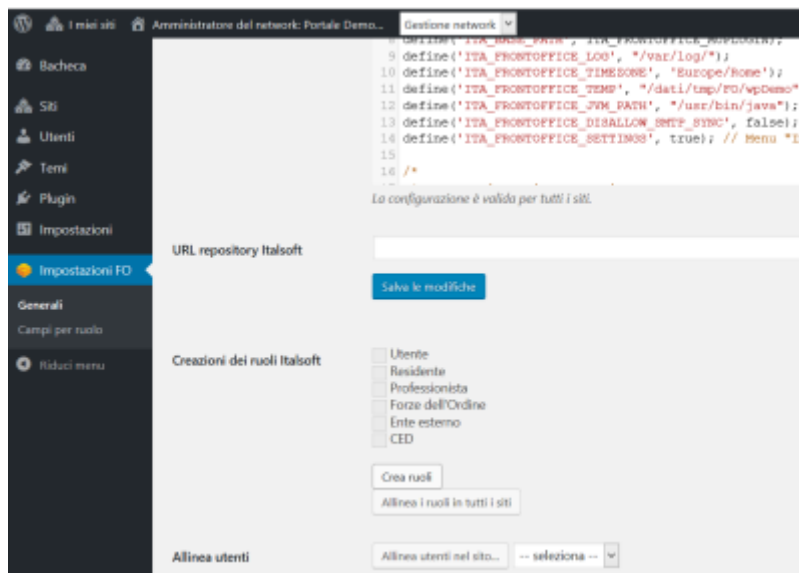 I miei siti
Amministratore del network: Portale Demo...
Gestione network
Bacheca
Siti
Utenti
Temi
Plugin
Impostazioni
Impostazioni FO
Generali
Campi per ruolo
Riduci menu
9 define('ITA_FRONTOFFICE_LOG', "/var/log/");
10 define('ITA_FRONTOFFICE_TIMEZONE', 'Europe/Rome');
11 define('ITA_FRONTOFFICE_TEMP', "/dati/tmp/FO/wpDemo"
12 define('ITA_FRONTOFFICE_JVM_PATH', "/usr/bin/java");
13 define('ITA_FRONTOFFICE_DISALLOW_SMTP_SYNC', false);
14 define('ITA_FRONTOFFICE_SETTINGS', true); // Menu "I
15
16 /*
La configurazione è valida per tutti i siti.
URL repository Italsoft
Salva le modifiche
Creazioni dei ruoli Italsoft
Utente
Residente
Professionista
Forze dell'Ordine
Ente esterno
CED
Crea ruoli
Allinea i ruoli in tutti i siti
Allinea utenti
Allinea utenti nel sito...
-- seleziona --